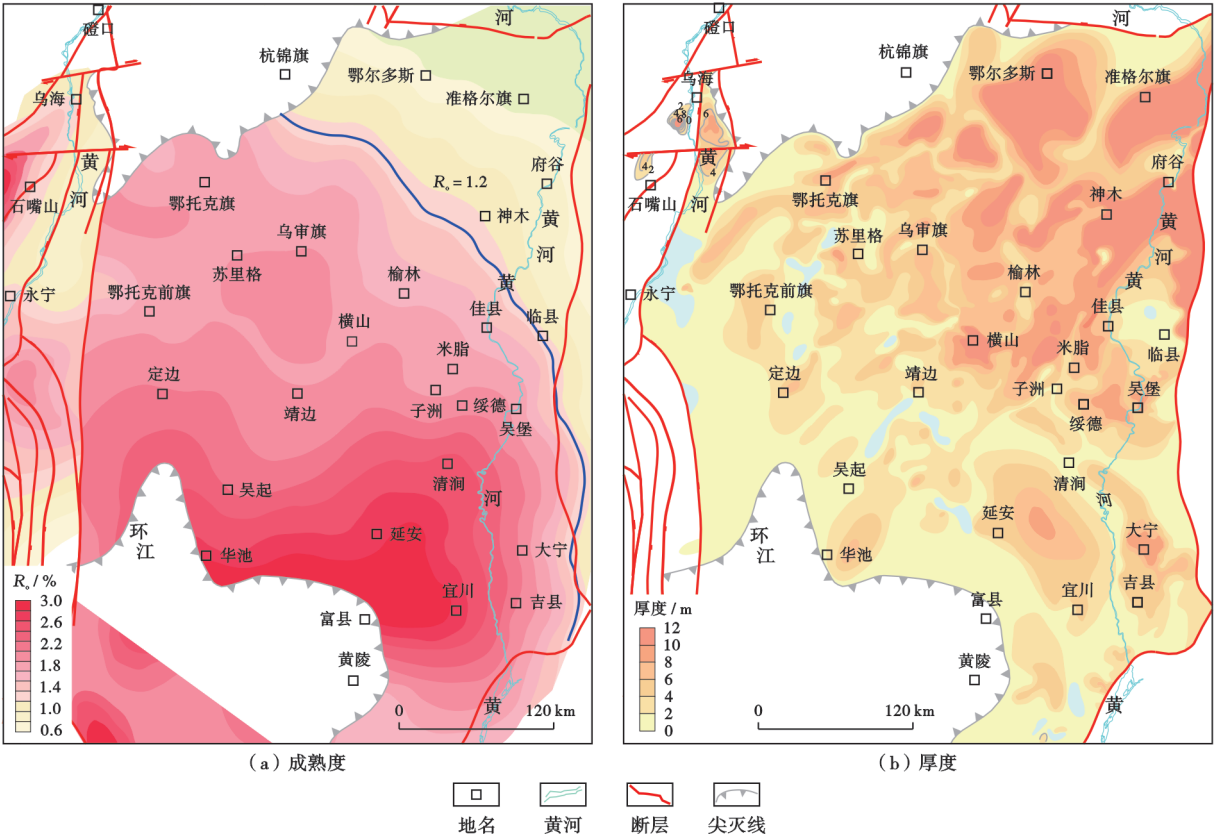 河
磴口
杭锦旗
鄂尔多斯
准格尔旗
乌海
黄
河
石嘴山
府谷
Rₒ = 1.2
鄂托克旗
神木
黄
河
苏里格
乌审旗
永宁
鄂托克前旗
榆林
黄
佳县
临县
横山
米脂
定边
靖边
子洲
绥德
吴堡
清涧
吴起
河
环
江
延安
华池
大宁
宜川
吉县
富县
黄陵
黄
Rₒ / %
3.0
2.6
2.2
1.8
1.4
1.0
0.6
0 120 km
(a) 成熟度
河
磴口
杭锦旗
鄂尔多斯
准格尔旗
乌海
2
4
8
6
0
6
黄
4
4
2
石嘴山
河
府谷
鄂托克旗
神木
黄
河
苏里格
乌审旗
永宁
鄂托克前旗
榆林
黄
佳县
横山
临县
米脂
定边
靖边
子洲
吴堡
绥德
清涧
吴起
河
环
江
延安
大宁
华池
宜川
吉县
富县
黄陵
黄
厚度 / m
12
10
8
6
4
2
0
0 120 km
(b) 厚度
地名 黄河 断层 尖灭线